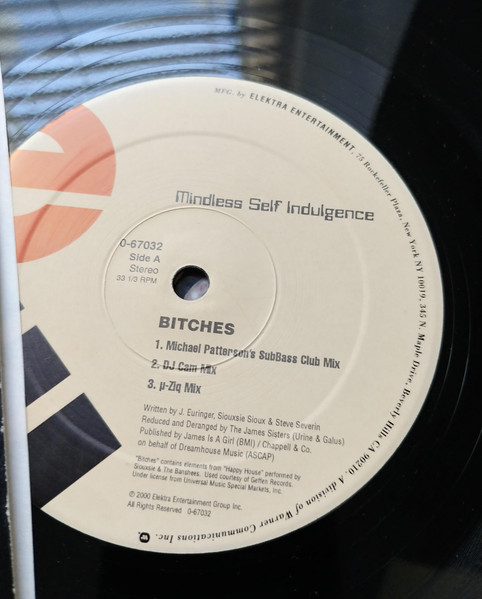 MFG. by ELEKTRA ENTERTAINMENT, 75 Rockefeller Plaza, New York NY 10019, 345 N. Maple Drive, Beverly Hills CA 90210. A division of Warner Communications Inc.
Mindless Self Indulgence
0-67032
Side A
Stereo
33 1/3 RPM
BITCHES
1. Michael Patterson's SubBass Club Mix
2. DJ Cam Mix
3. µ-Ziq Mix
Written by J. Euringer, Siouxsie Sioux & Steve Severin
Reduced and Deranged by The James Sisters (Urine & Galus)
Published by James Is A Girl (BMI) / Chappell & Co.
on behalf of Dreamhouse Music (ASCAP)
"Bitches" contains elements from "Happy House" performed by
Siouxsie & The Banshees. Used courtesy of Geffen Records.
Under license from Universal Music Special Markets, Inc.
© 2000 Elektra Entertainment Group Inc.
All Rights Reserved 0-67032